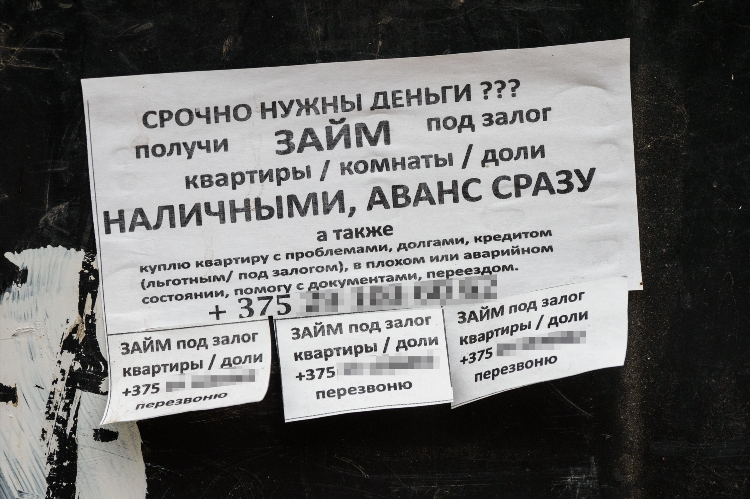 СРОЧНО НУЖНЫ ДЕНЬГИ ???
получи ЗАЙМ под залог
квартиры / комнаты / доли
НАЛИЧНЫМИ, АВАНС СРАЗУ
а также
куплю квартиру с проблемами, долгами, кредитом
(льготным/ под залогом), в плохом или аварийном
состоянии, помогу с документами, переездом.
+ 375
ЗАЙМ под залог
квартиры / доли
+375
перезвоню
ЗАЙМ под залог
квартиры / доли
+375
перезвоню
ЗАЙМ под залог
квартиры / доли
+375
перезвоню